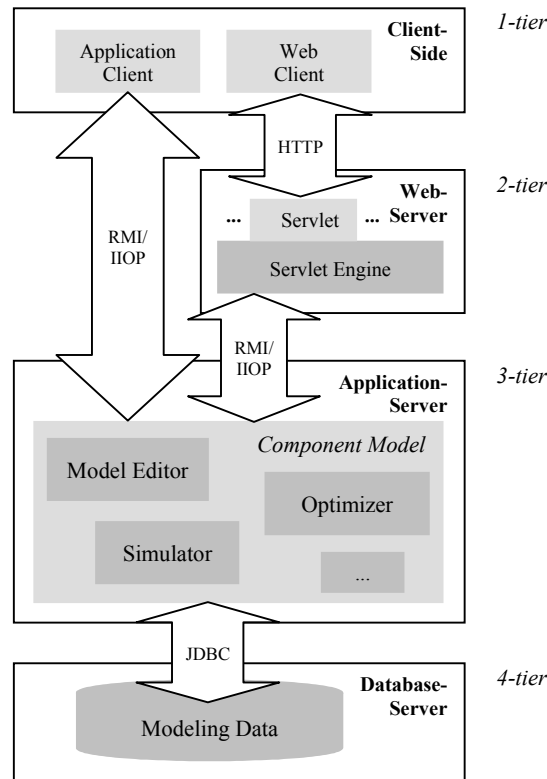 1-tier
Client-
Side
Application
Client
Web
Client
HTTP
2-tier
Web-
Server
... Servlet ...
Servlet Engine
RMI/
IIOP
RMI/
IIOP
3-tier
Application-
Server
Component Model
Model Editor
Optimizer
Simulator
...
JDBC
4-tier
Database-
Server
Modeling Data